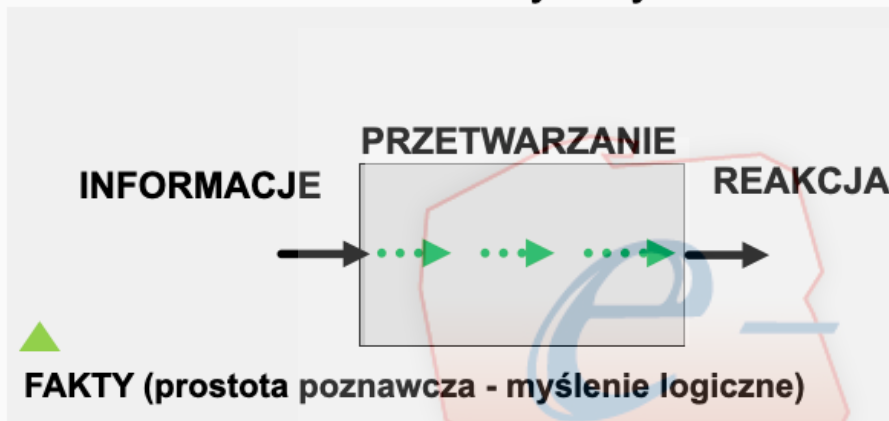 PRZETWARZANIE
INFORMACJE
REAKCJA
FAKTY (prostota poznawcza - myślenie logiczne)
e-